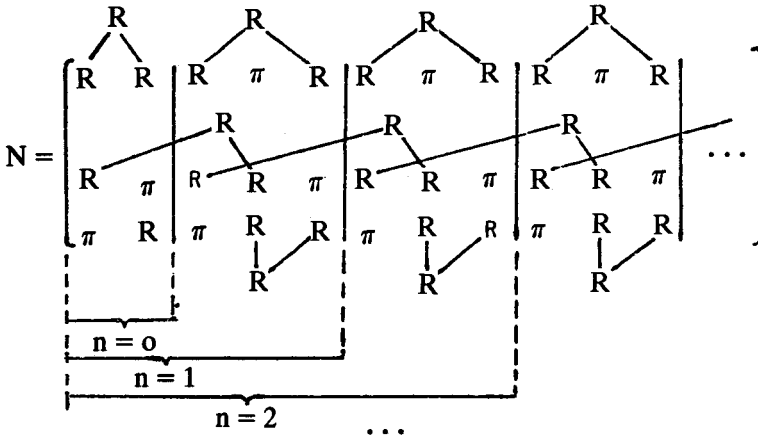 R R R R
R R R π R R π R R π R
R R R
N =
R π R R π R R π R R π
π R π R R π R R π R R
R R R
. . .
n = o
n = 1
n = 2
. . .